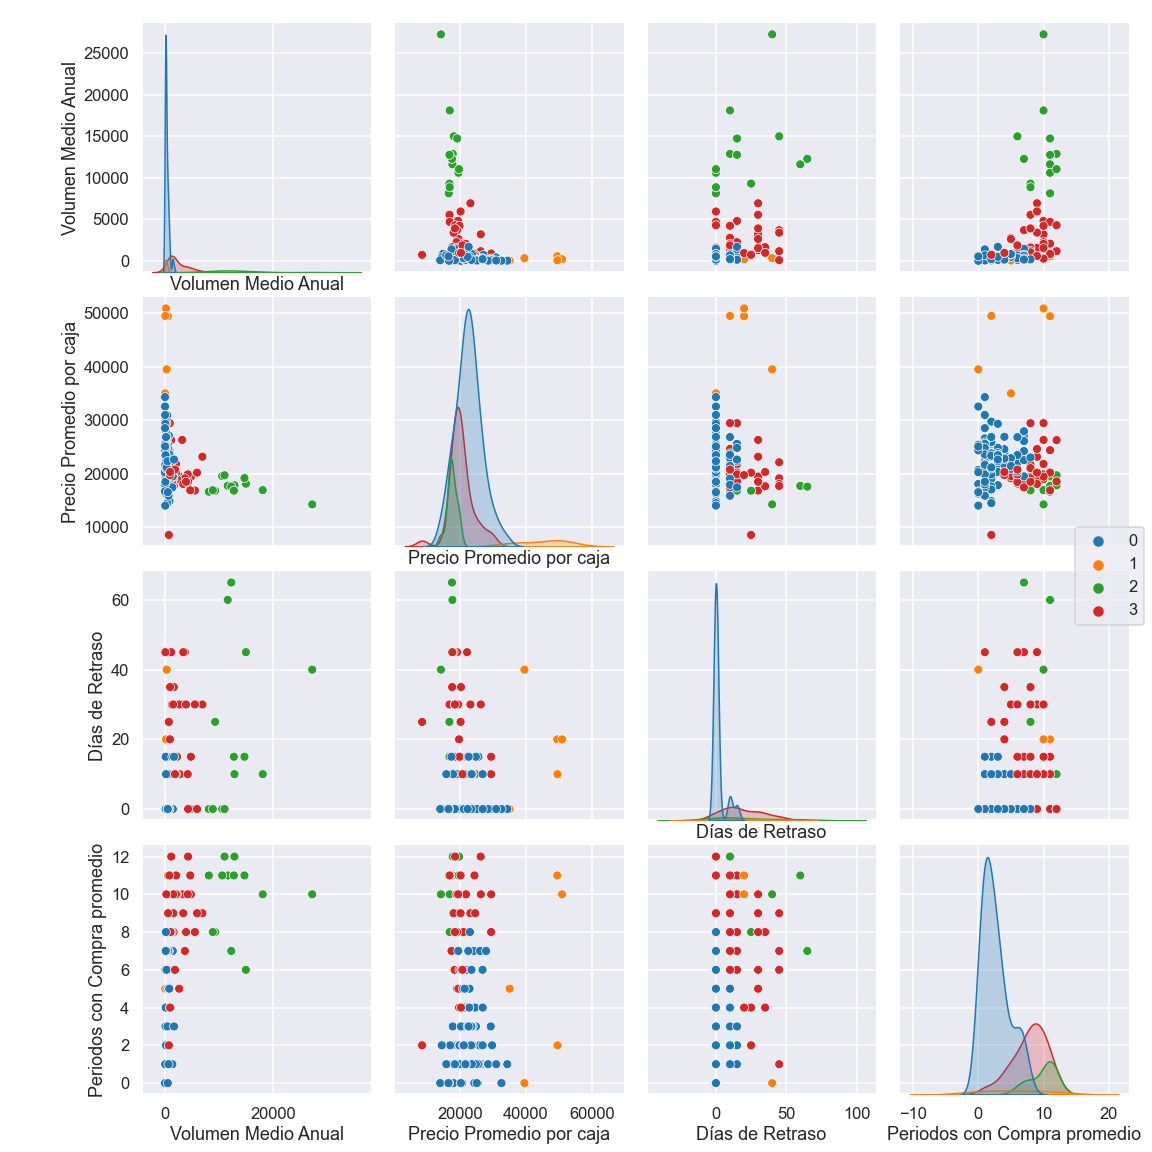 25000
20000
15000
10000
5000
0
Volumen Medio Anual
Volumen Medio Anual
50000
40000
30000
20000
10000
Precio Promedio por caja
Precio Promedio por caja
0
1
2
3
60
40
20
0
Días de Retraso
Días de Retraso
12
10
8
6
4
2
0
Periodos con Compra promedio
0 20000
20000 40000 60000
0 50 100
−10 0 10 20
Volumen Medio Anual
Precio Promedio por caja
Días de Retraso
Periodos con Compra promedio